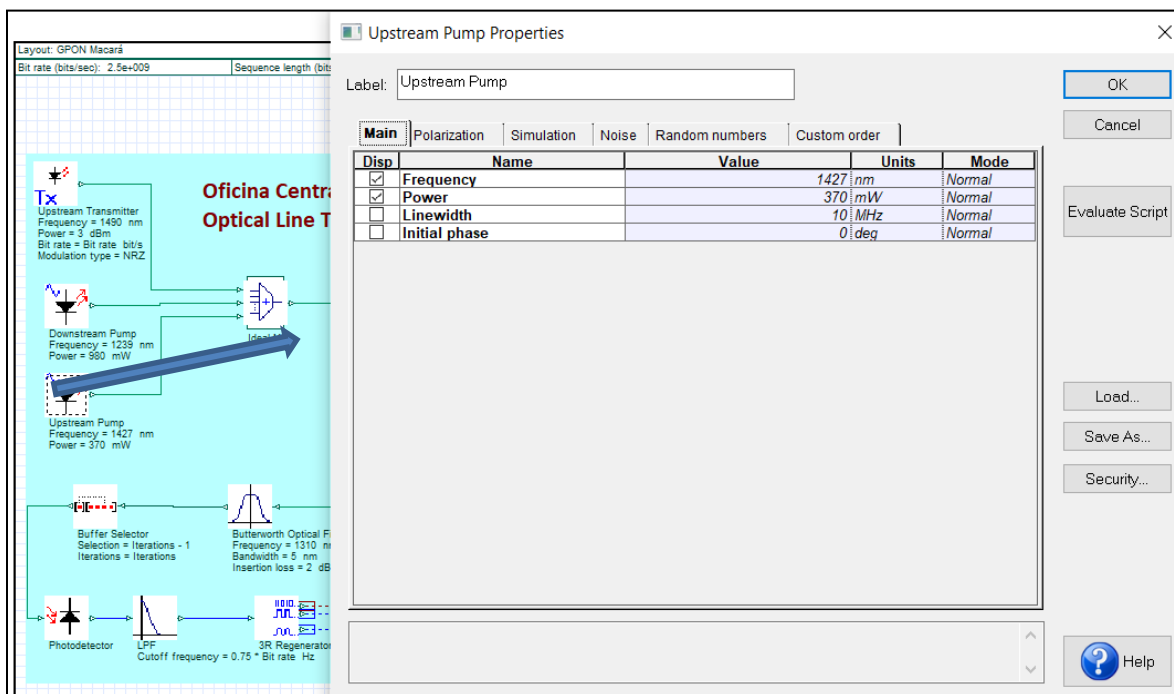 Layout: GPON Macará
Bit rate (bits/sec): 2.5e+009
Sequence length (bits
Oficina Centra
Optical Line T
Tx
Upstream Transmitter
Frequency = 1490 nm
Power = 3 dBm
Bit rate = Bit rate bit/s
Modulation type = NRZ
Downstream Pump
Frequency = 1239 nm
Power = 980 mW
Ideal
Upstream Pump
Frequency = 1427 nm
Power = 370 mW
Buffer Selector
Selection = Iterations - 1
Iterations = Iterations
Butterworth Optical Fi
Frequency = 1310 nm
Bandwidth = 5 nm
Insertion loss = 2 dB
Photodetector
LPF
Cutoff frequency = 0.75 * Bit rate Hz
3R Regenerator
Upstream Pump Properties
Label: Upstream Pump
OK
Cancel
Evaluate Script
Load...
Save As...
Security...
Help
Main Polarization Simulation Noise Random numbers Custom order
Disp Name Value Units Mode
Frequency 1427 nm Normal
Power 370 mW Normal
Linewidth 10 MHz Normal
Initial phase 0 deg Normal